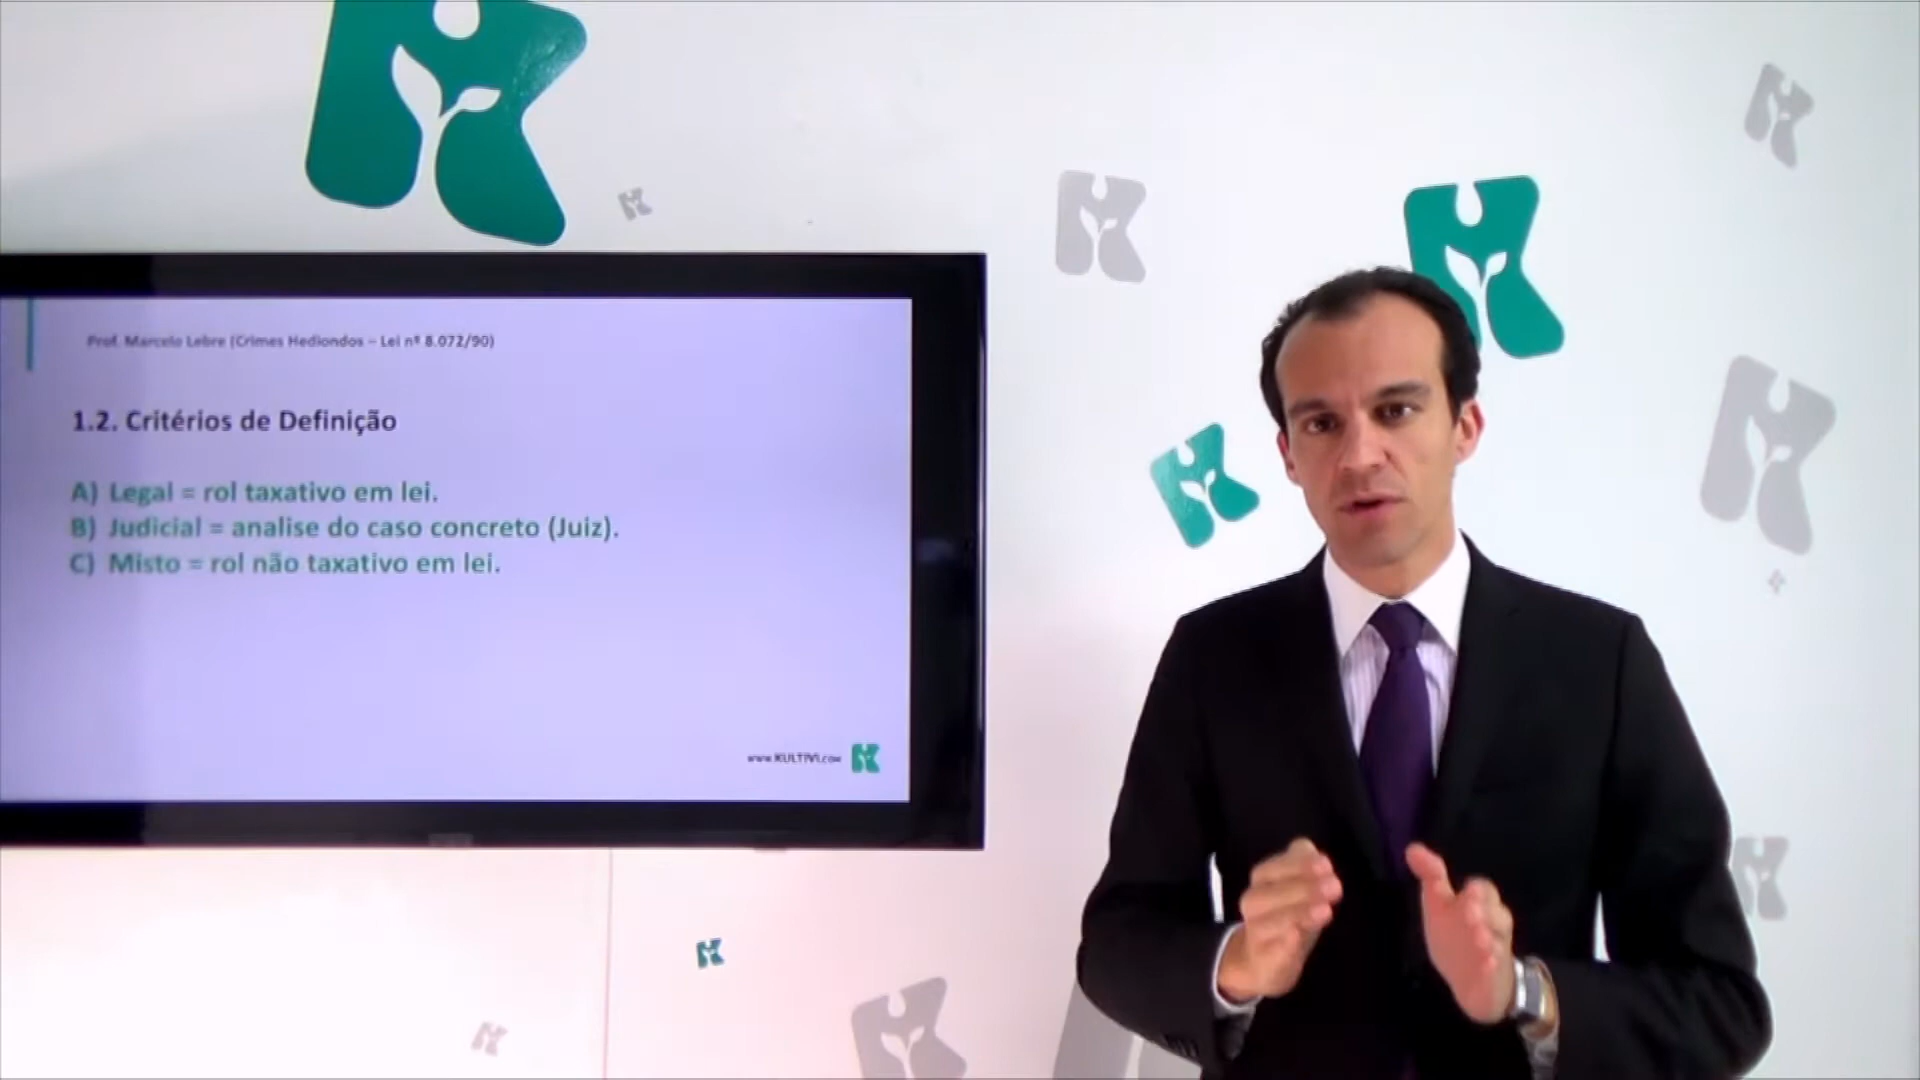 Prof. Marcelo Lebre (Crimes Hediondos – Lei nº 8.072/90)
1.2. Critérios de Definição
A) Legal = rol taxativo em lei.
B) Judicial = analise do caso concreto (Juiz).
C) Misto = rol não taxativo em lei.
www.KULTIVI.com